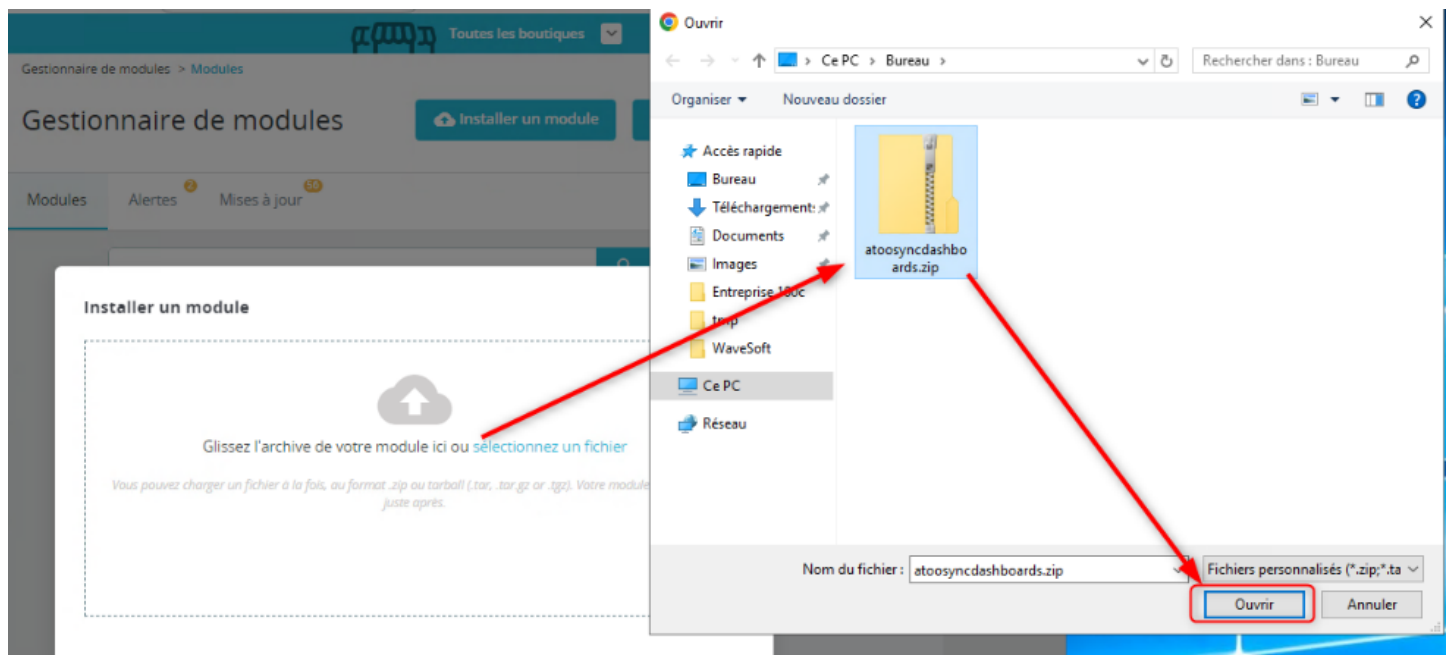 Toutes les boutiques
Gestionnaire de modules > Modules
Gestionnaire de modules
Installer un module
Modules
Alertes
2
Mises à jour
50
Installer un module
Glissez l'archive de votre module ici ou sélectionnez un fichier
Vous pouvez charger un fichier à la fois, au format .zip ou tarball (.tar, .tar.gz or .tgz). Votre module
juste après.
Ouvrir
Ce PC > Bureau >
Rechercher dans : Bureau
Organiser
Nouveau dossier
Accès rapide
Bureau
Téléchargement
Documents
Images
Entreprise 100c
tmp
WaveSoft
Ce PC
Réseau
atoosyncdashbo
ards.zip
Nom du fichier :
atoosyncdashboards.zip
Fichiers personnalisés (*.zip;*.ta
Ouvrir
Annuler